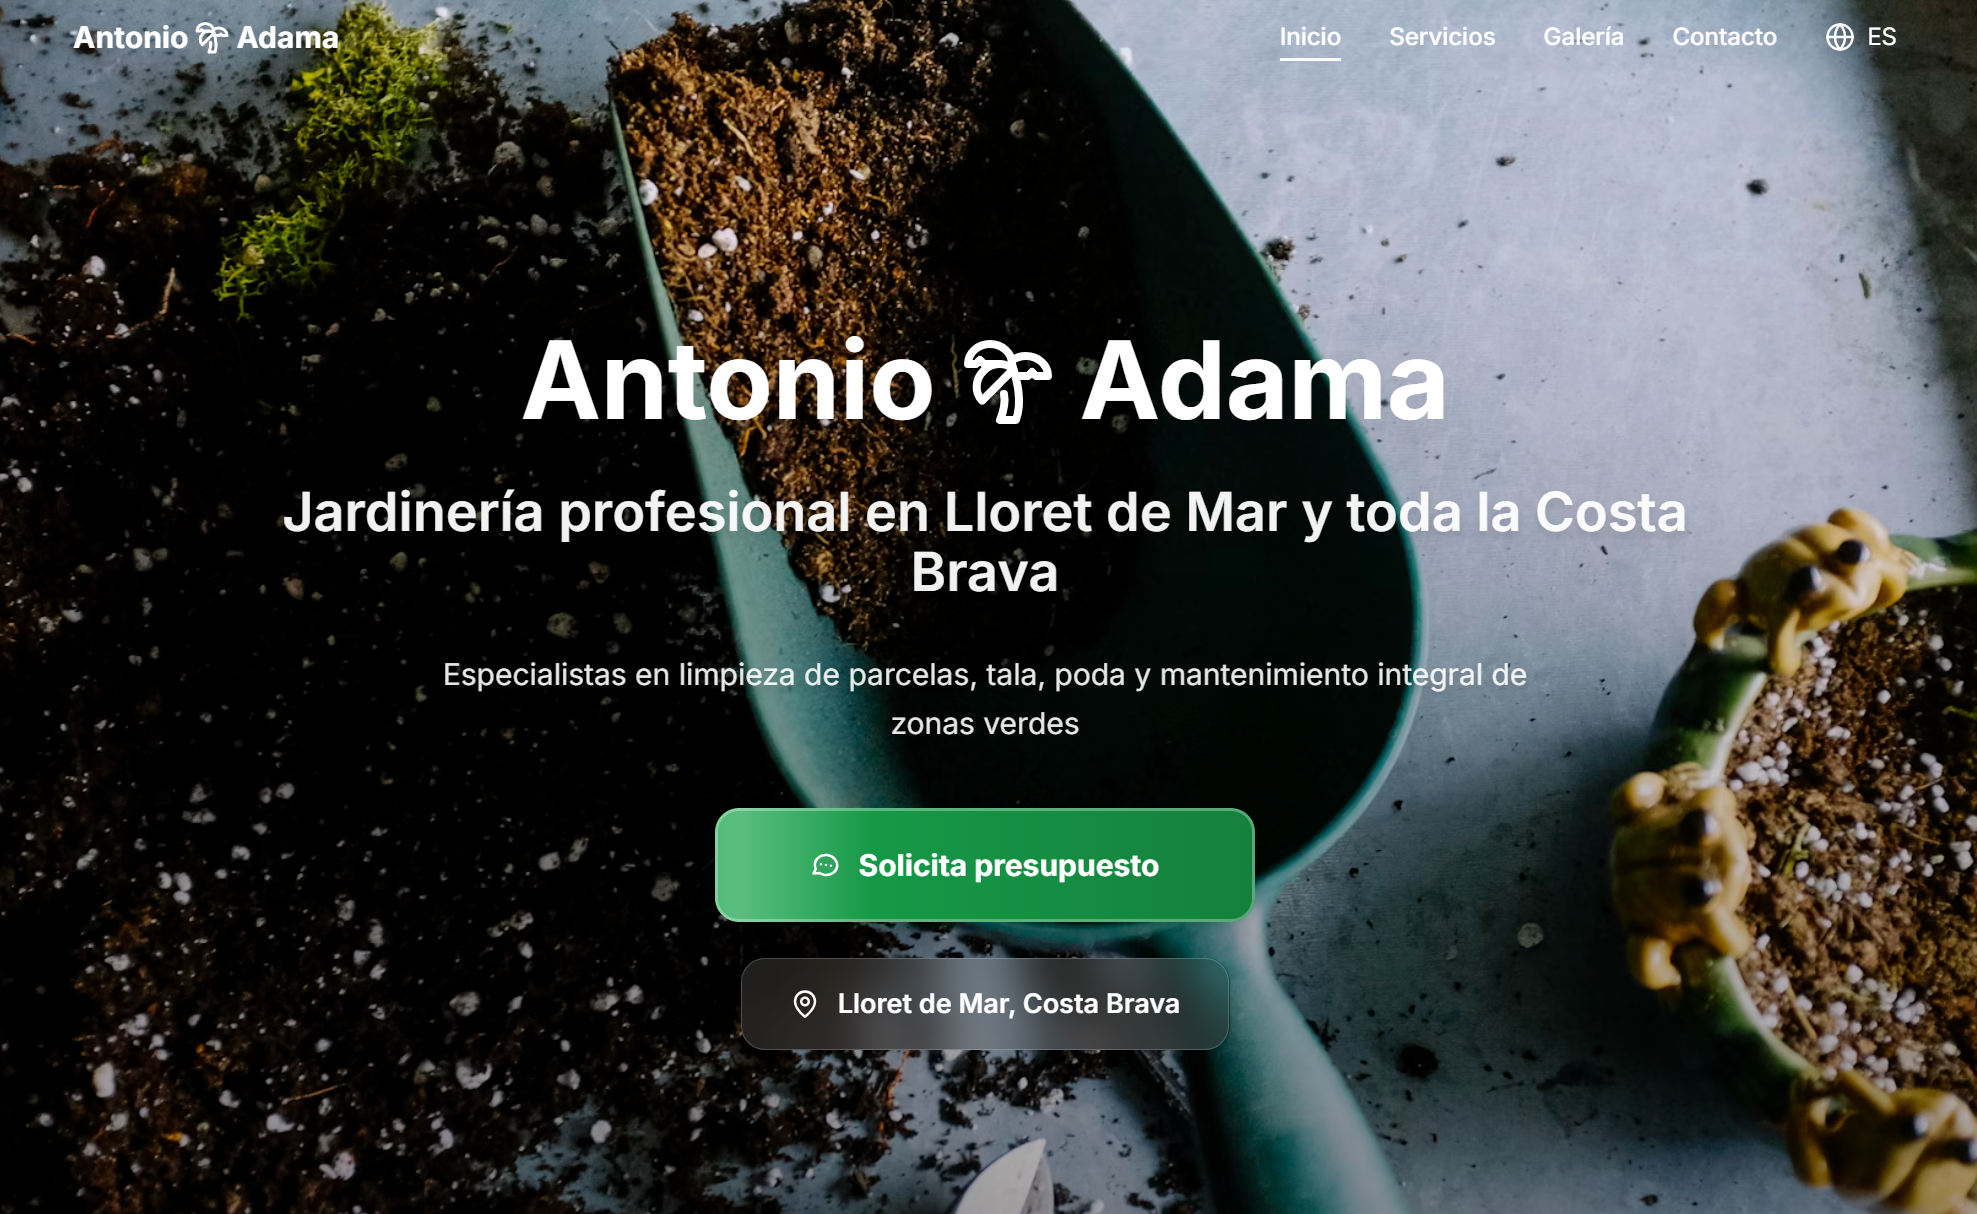 Antonio Adama
Inicio
Servicios
Galería
Contacto
ES
Antonio Adama
Jardinería profesional en Lloret de Mar y toda la Costa
Brava
Especialistas en limpieza de parcelas, tala, poda y mantenimiento integral de
zonas verdes
Solicita presupuesto
Lloret de Mar, Costa Brava